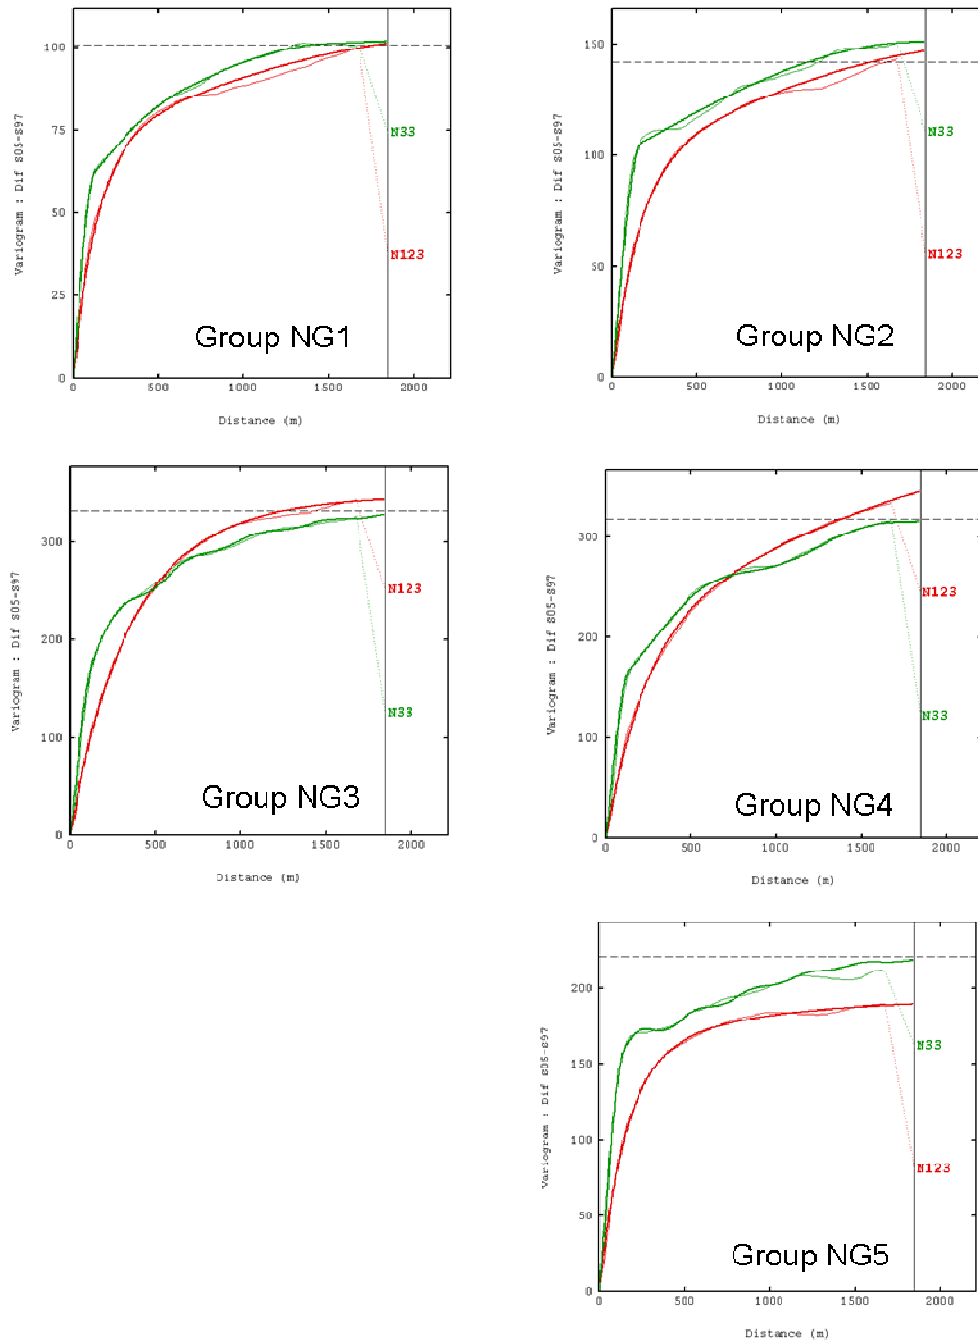 Variogram : Dif S05-S97
100
75
50
25
0
N33
N123
Group NG1
0 500 1000 1500 2000
Distance (m)
Variogram : Dif S05-S97
150
100
50
0
N33
N123
Group NG2
0 500 1000 1500 2000
Distance (m)
Variogram : Dif S05-S97
300
200
100
0
N123
N33
Group NG3
0 500 1000 1500 2000
Distance (m)
Variogram : Dif S05-S97
300
200
100
0
N123
N33
Group NG4
0 500 1000 1500 2000
Distance (m)
Variogram : Dif S05-S97
200
150
100
50
0
N33
N123
Group NG5
0 500 1000 1500 2000
Distance (m)